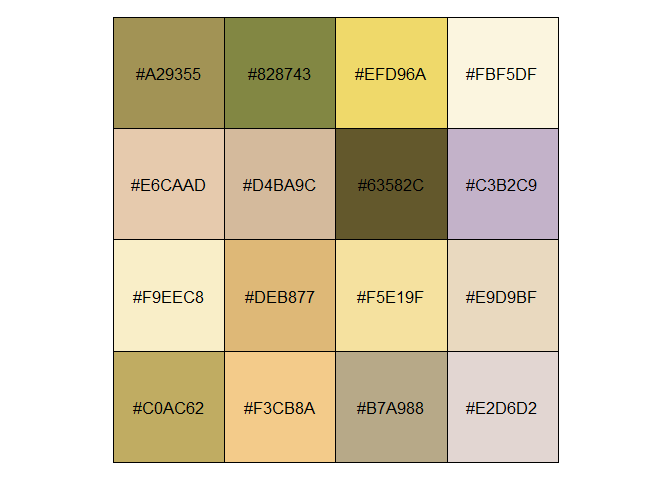 #A29355 #828743 #EFD96A #FBF5DF
#E6CAAD #D4BA9C #63582C #C3B2C9
#F9EEC8 #DEB877 #F5E19F #E9D9BF
#C0AC62 #F3CB8A #B7A988 #E2D6D2